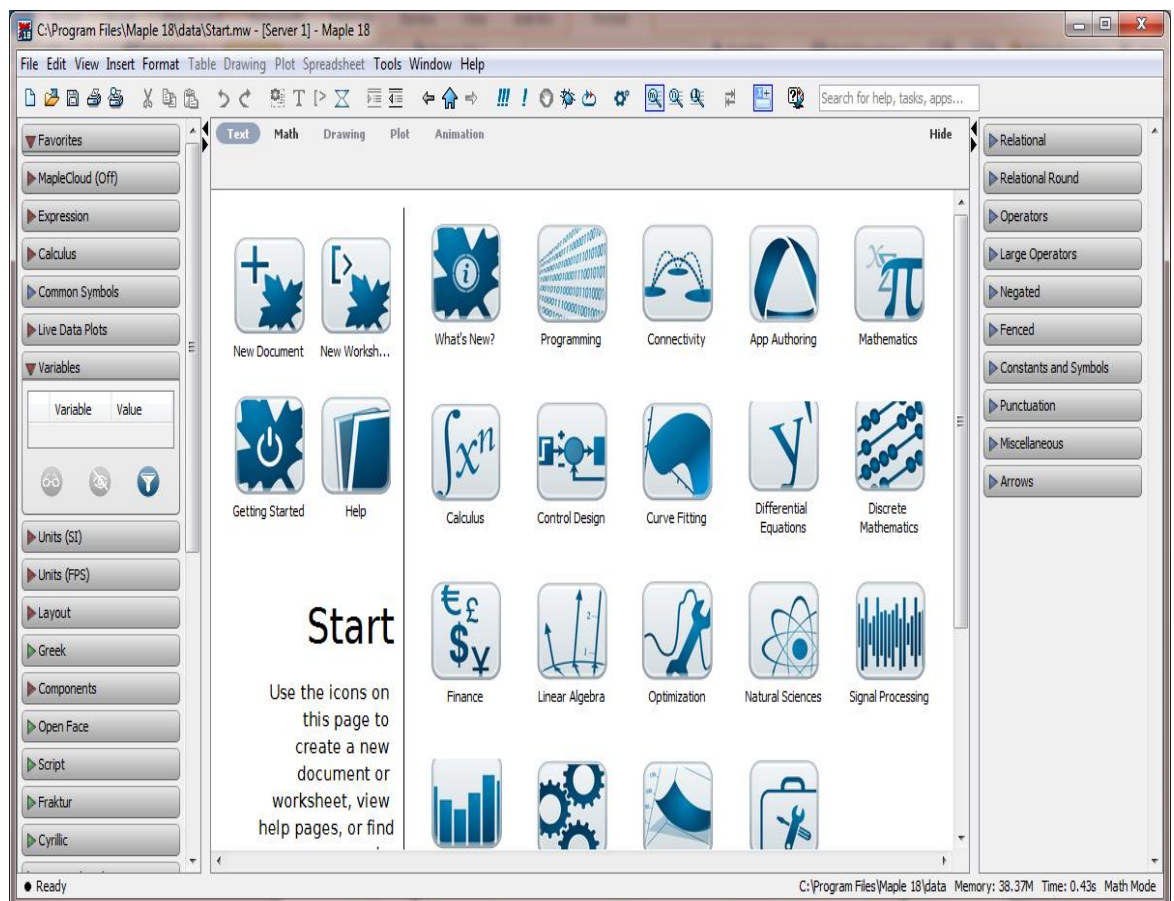 C:\Program Files\Maple 18\data\Start.mw - [Server 1] - Maple 18
File Edit View Insert Format Table Drawing Plot Spreadsheet Tools Window Help
Search for help, tasks, apps...
Favorites
MapleCloud (Off)
Expression
Calculus
Common Symbols
Live Data Plots
Variables
Variable Value
Units (SI)
Units (FPS)
Layout
Greek
Components
Open Face
Script
Fraktur
Cyrillic
Text Math Drawing Plot Animation Hide
New Document New Worksh...
Getting Started Help
Start
Use the icons on
this page to
create a new
document or
worksheet, view
help pages, or find
What's New? Programming Connectivity App Authoring Mathematics
Calculus Control Design Curve Fitting Differential Equations Discrete Mathematics
Finance Linear Algebra Optimization Natural Sciences Signal Processing
Relational
Relational Round
Operators
Large Operators
Negated
Fenced
Constants and Symbols
Punctuation
Miscellaneous
Arrows
Ready
C:\Program Files\Maple 18\data Memory: 38.37M Time: 0.43s Math Mode